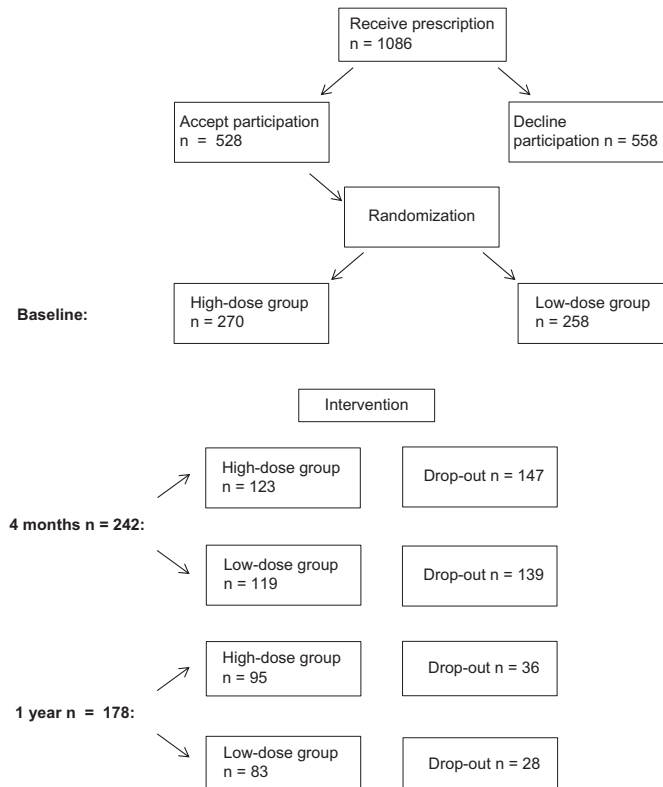 Receive prescription
n = 1086
Accept participation
n = 528
Decline
participation n = 558
Randomization
Baseline:
High-dose group
n = 270
Low-dose group
n = 258
Intervention
High-dose group
n = 123
Drop-out n = 147
4 months n = 242:
Low-dose group
n = 119
Drop-out n = 139
High-dose group
n = 95
Drop-out n = 36
1 year n = 178:
Low-dose group
n = 83
Drop-out n = 28